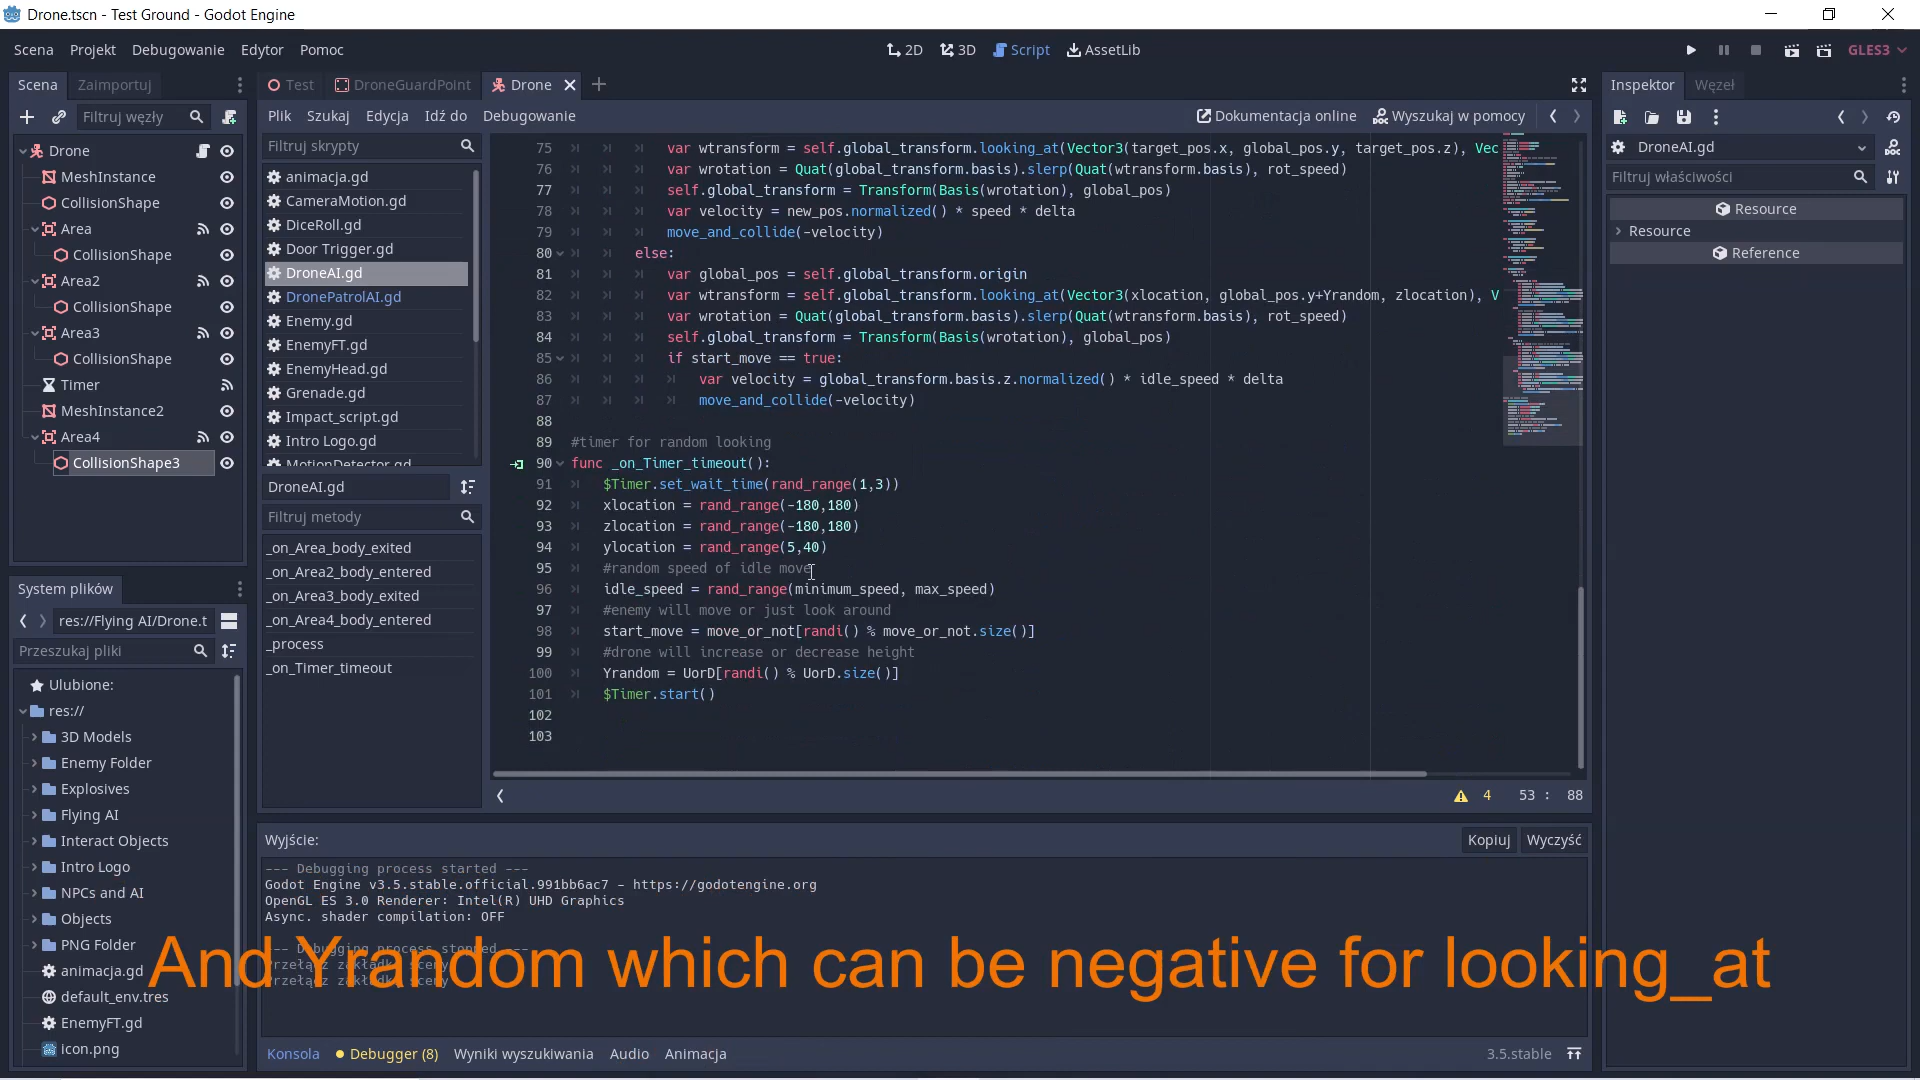 Drone.tscn - Test Ground - Godot Engine
Scena Projekt Debugowanie Edytor Pomoc
2D 3D Script AssetLib
GLES3
Scena Zaimportuj
Filtruj węzły
Drone
MeshInstance
CollisionShape
Area
CollisionShape
Area2
CollisionShape
Area3
CollisionShape
Timer
MeshInstance2
Area4
CollisionShape3
System plików
res://Flying AI/Drone.t
Przeszukaj pliki
Ulubione:
res://
3D Models
Enemy Folder
Explosives
Flying AI
Interact Objects
Intro Logo
NPCs and AI
Objects
PNG Folder
animacja.gd
default_env.tres
EnemyFT.gd
icon.png
Test DroneGuardPoint Drone
Plik Szukaj Edycja Idź do Debugowanie
Dokumentacja online Wyszukaj w pomocy
Filtruj skrypty
animacja.gd
CameraMotion.gd
DiceRoll.gd
Door Trigger.gd
DroneAI.gd
DronePatrolAI.gd
Enemy.gd
EnemyFT.gd
EnemyHead.gd
Grenade.gd
Impact_script.gd
Intro Logo.gd
MotionDetector.gd
DroneAI.gd
Filtruj metody
_on_Area_body_exited
_on_Area2_body_entered
_on_Area3_body_exited
_on_Area4_body_entered
_process
_on_Timer_timeout
75 var wtransform = self.global_transform.looking_at(Vector3(target_pos.x, global_pos.y, target_pos.z), Vec
76 var wrotation = Quat(global_transform.basis).slerp(Quat(wtransform.basis), rot_speed)
77 self.global_transform = Transform(Basis(wrotation), global_pos)
78 var velocity = new_pos.normalized() * speed * delta
79 move_and_collide(-velocity)
80 else:
81 var global_pos = self.global_transform.origin
82 var wtransform = self.global_transform.looking_at(Vector3(xlocation, global_pos.y+Yrandom, zlocation), V
83 var wrotation = Quat(global_transform.basis).slerp(Quat(wtransform.basis), rot_speed)
84 self.global_transform = Transform(Basis(wrotation), global_pos)
85 if start_move == true:
86 var velocity = global_transform.basis.z.normalized() * idle_speed * delta
87 move_and_collide(-velocity)
88
89 #timer for random looking
90 func _on_Timer_timeout():
91 $Timer.set_wait_time(rand_range(1,3))
92 xlocation = rand_range(-180,180)
93 zlocation = rand_range(-180,180)
94 ylocation = rand_range(5,40)
95 #random speed of idle move
96 idle_speed = rand_range(minimum_speed, max_speed)
97 #enemy will move or just look around
98 start_move = move_or_not[randi() % move_or_not.size()]
99 #drone will increase or decrease height
100 Yrandom = UorD[randi() % UorD.size()]
101 $Timer.start()
102
103
4 53 : 88
Wyjście:
Kopiuj Wyczyść
--- Debugging process started ---
Godot Engine v3.5.stable.official.991bb6ac7 - https://godotengine.org
OpenGL ES 3.0 Renderer: Intel(R) UHD Graphics
Async. shader compilation: OFF
--- Debugging process stopped ---
Przełącz zakładkę sceny
Przełącz zakładkę sceny
And Yrandom which can be negative for looking_at
Konsola Debugger (8) Wyniki wyszukiwania Audio Animacja
3.5.stable
Inspektor Węzeł
DroneAI.gd
Filtruj właściwości
Resource
Resource
Reference